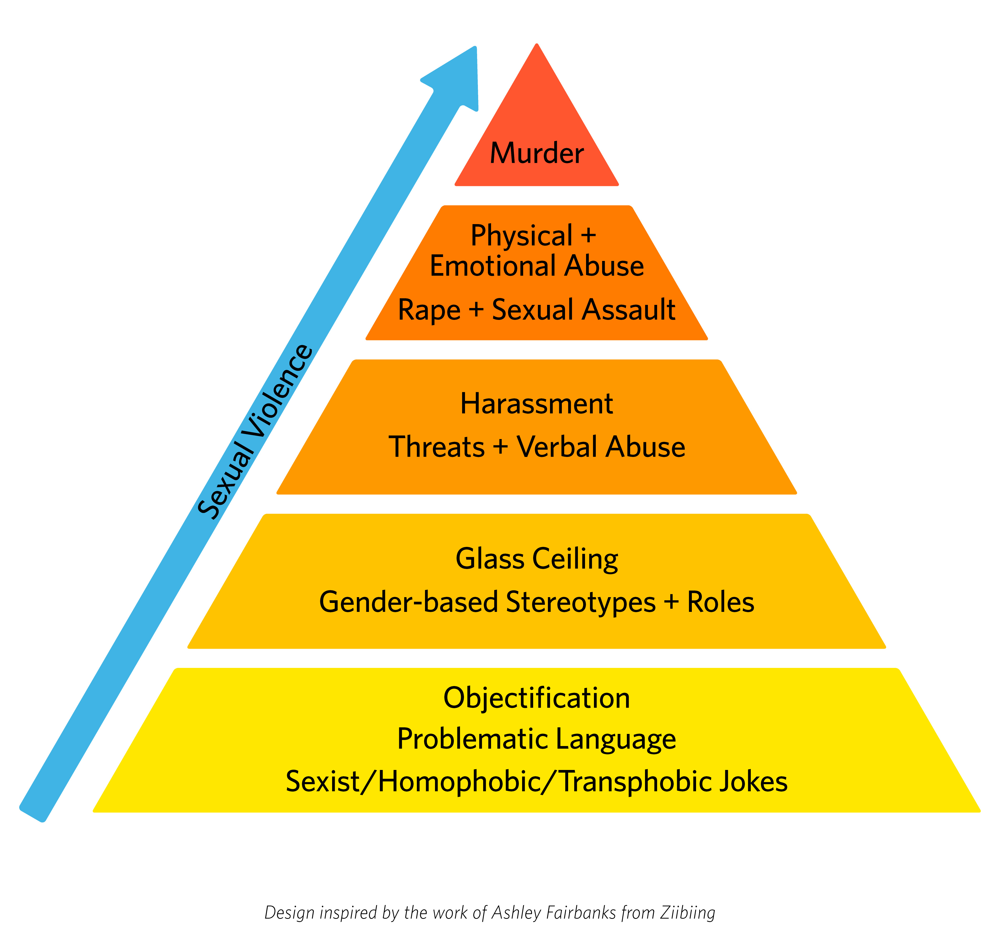 Murder
Physical +
Emotional Abuse
Rape + Sexual Assault
Harassment
Threats + Verbal Abuse
Glass Ceiling
Gender-based Stereotypes + Roles
Objectification
Problematic Language
Sexist/Homophobic/Transphobic Jokes
Sexual Violence
Design inspired by the work of Ashley Fairbanks from Ziibiing